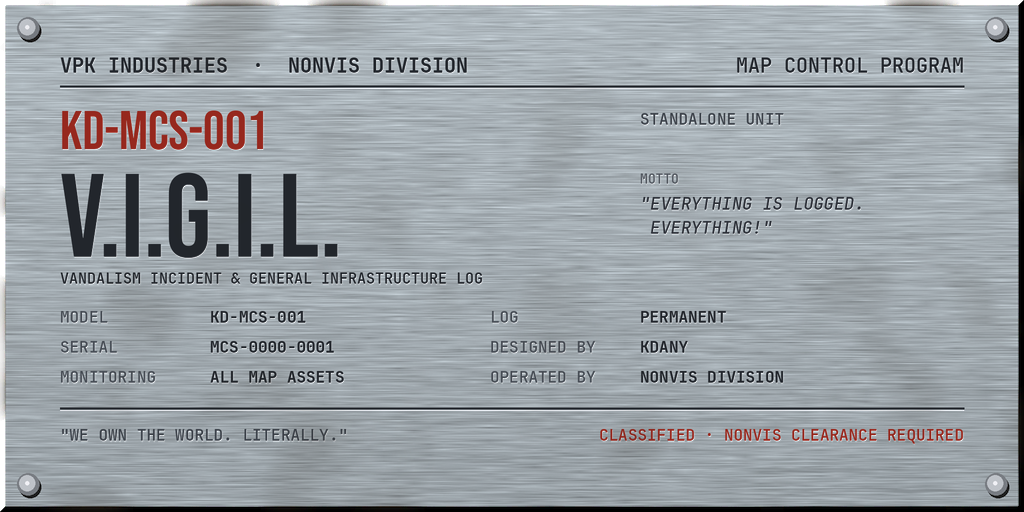 VPK INDUSTRIES · NONVIS DIVISION
MAP CONTROL PROGRAM
KD-MCS-001
STANDALONE UNIT
V.I.G.I.L.
MOTTO
"EVERYTHING IS LOGGED.
EVERYTHING!"
VANDALISM INCIDENT & GENERAL INFRASTRUCTURE LOG
MODEL KD-MCS-001 LOG PERMANENT
SERIAL MCS-0000-0001 DESIGNED BY KDANY
MONITORING ALL MAP ASSETS OPERATED BY NONVIS DIVISION
"WE OWN THE WORLD. LITERALLY."
CLASSIFIED · NONVIS CLEARANCE REQUIRED